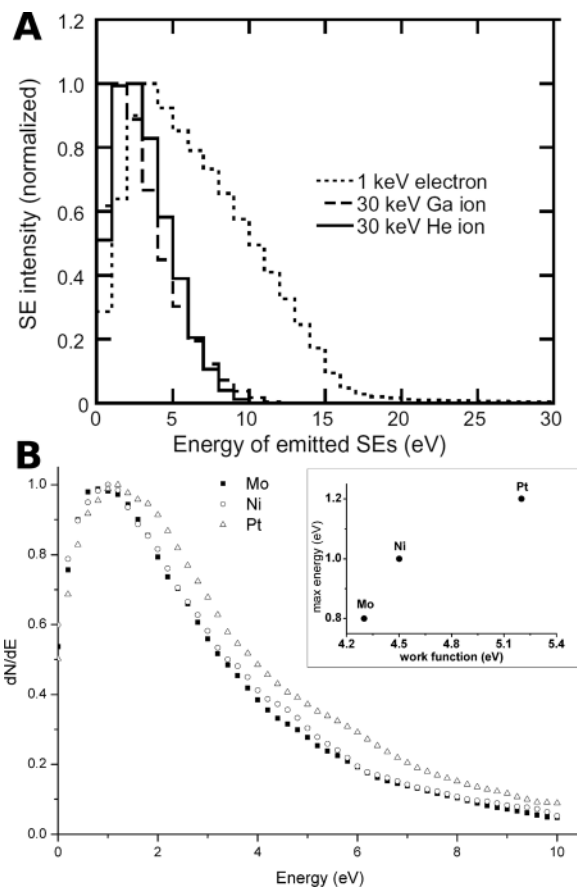 A
1.2
1.0
0.8
0.6
0.4
0.2
0
SE intensity (normalized)
1 keV electron
30 keV Ga ion
30 keV He ion
0 5 10 15 20 25 30
Energy of emitted SEs (eV)
B
1.0
0.8
0.6
0.4
0.2
0.0
dN/dE
Mo
Ni
Pt
1.2
1.0
0.8
max energy (eV)
Pt
Ni
Mo
4.2 4.5 4.8 5.1 5.4
work function (eV)
0 2 4 6 8 10
Energy (eV)